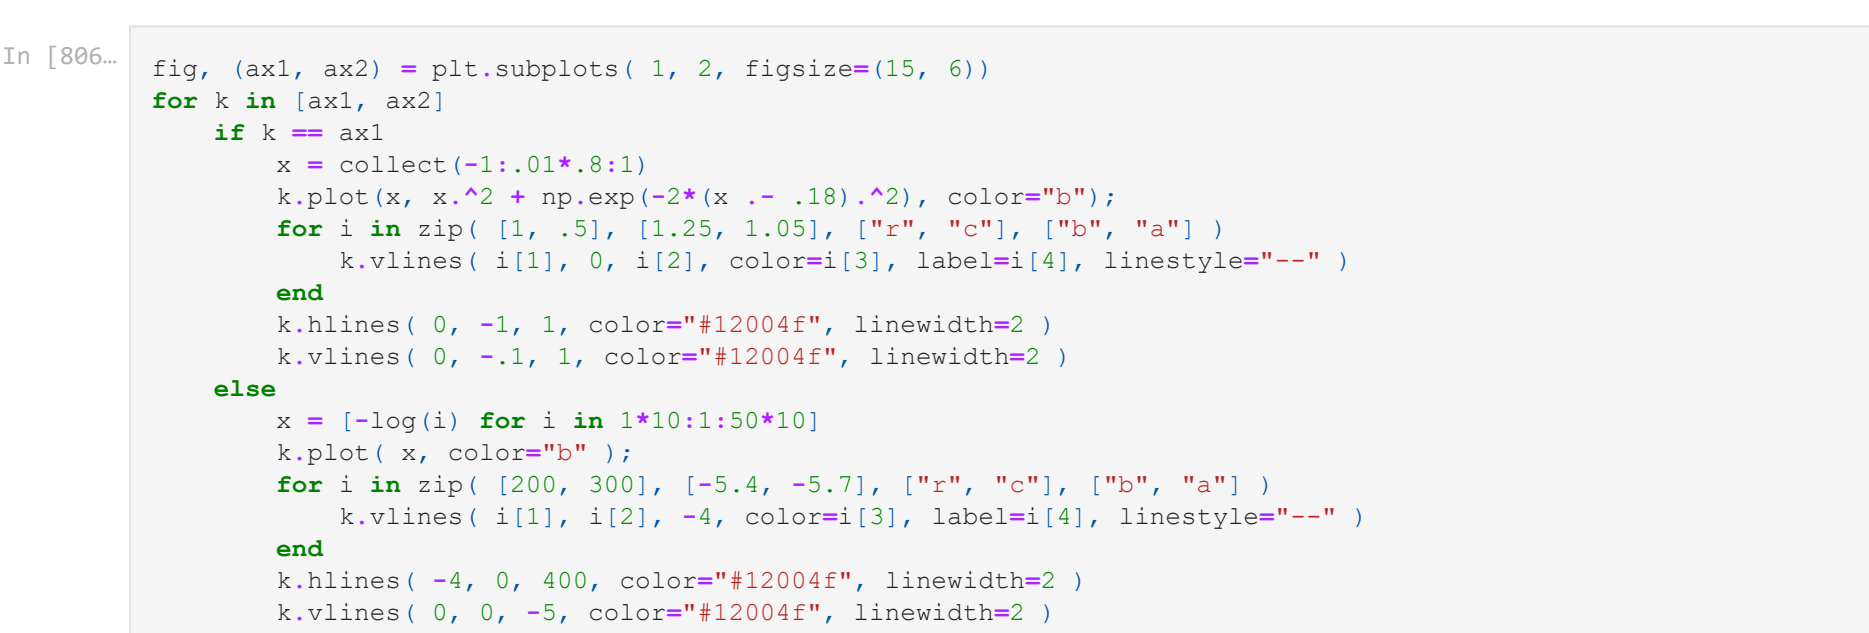 In [806…
fig, (ax1, ax2) = plt.subplots( 1, 2, figsize=(15, 6))
for k in [ax1, ax2]
    if k == ax1
        x = collect(-1:.01*.8:1)
        k.plot(x, x.^2 + np.exp(-2*(x .- .18).^2), color="b");
        for i in zip( [1, .5], [1.25, 1.05], ["r", "c"], ["b", "a"] )
            k.vlines( i[1], 0, i[2], color=i[3], label=i[4], linestyle="--" )
        end
        k.hlines( 0, -1, 1, color="#12004f", linewidth=2 )
        k.vlines( 0, -.1, 1, color="#12004f", linewidth=2 )
    else
        x = [-log(i) for i in 1*10:1:50*10]
        k.plot( x, color="b" );
        for i in zip( [200, 300], [-5.4, -5.7], ["r", "c"], ["b", "a"] )
            k.vlines( i[1], i[2], -4, color=i[3], label=i[4], linestyle="--" )
        end
        k.hlines( -4, 0, 400, color="#12004f", linewidth=2 )
        k.vlines( 0, 0, -5, color="#12004f", linewidth=2 )